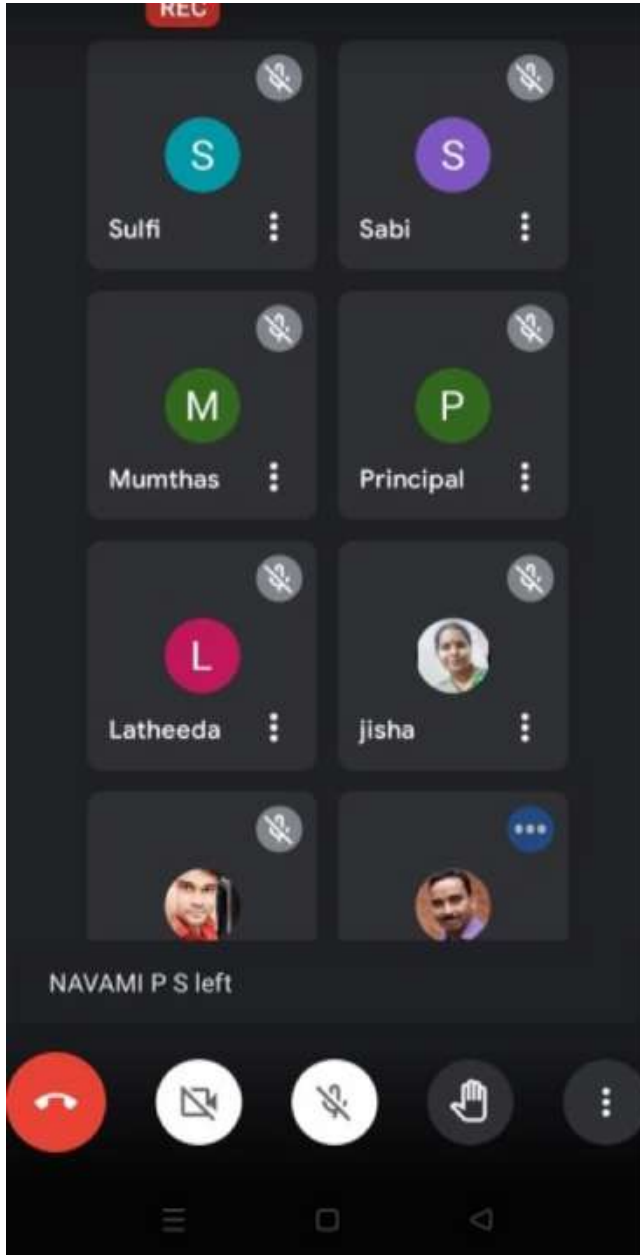 REC
S
S
Sulfi
Sabi
M
P
Mumthas
Principal
L
Latheeda
jisha
NAVAMI P S left